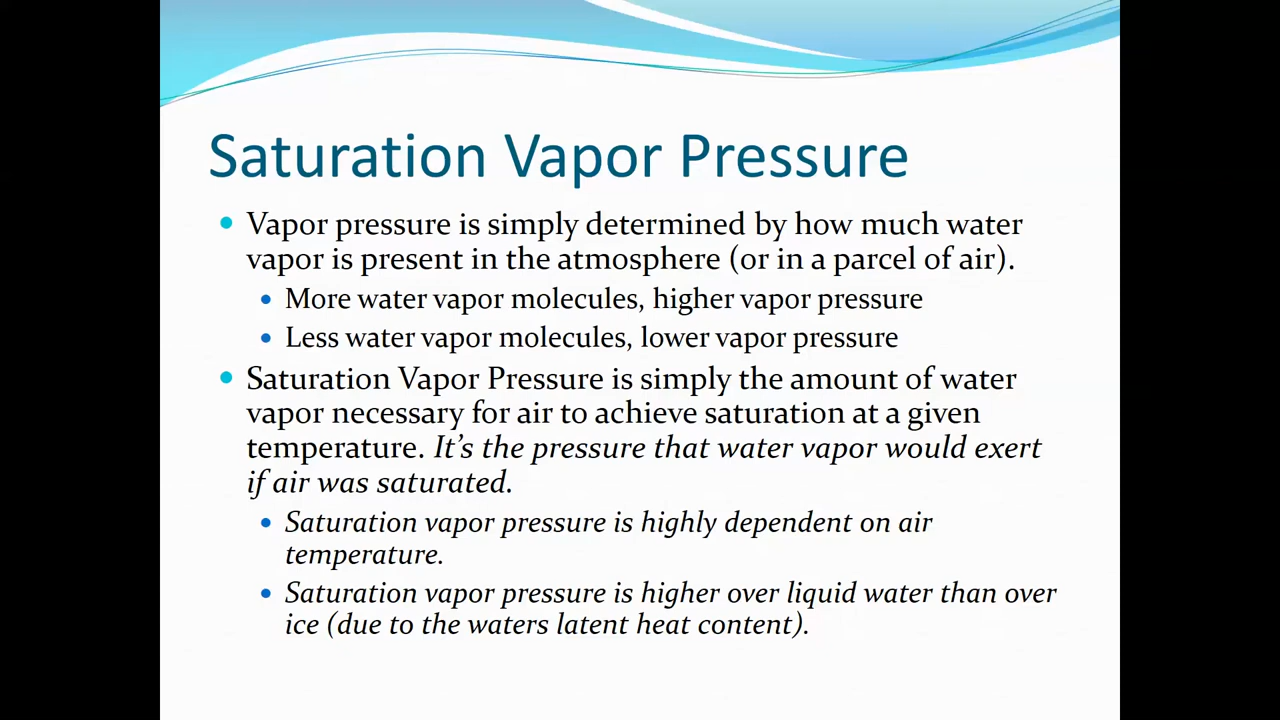 Saturation Vapor Pressure
Vapor pressure is simply determined by how much water
vapor is present in the atmosphere (or in a parcel of air).
More water vapor molecules, higher vapor pressure
Less water vapor molecules, lower vapor pressure
Saturation Vapor Pressure is simply the amount of water
vapor necessary for air to achieve saturation at a given
temperature. It’s the pressure that water vapor would exert
if air was saturated.
Saturation vapor pressure is highly dependent on air
temperature.
Saturation vapor pressure is higher over liquid water than over
ice (due to the waters latent heat content).